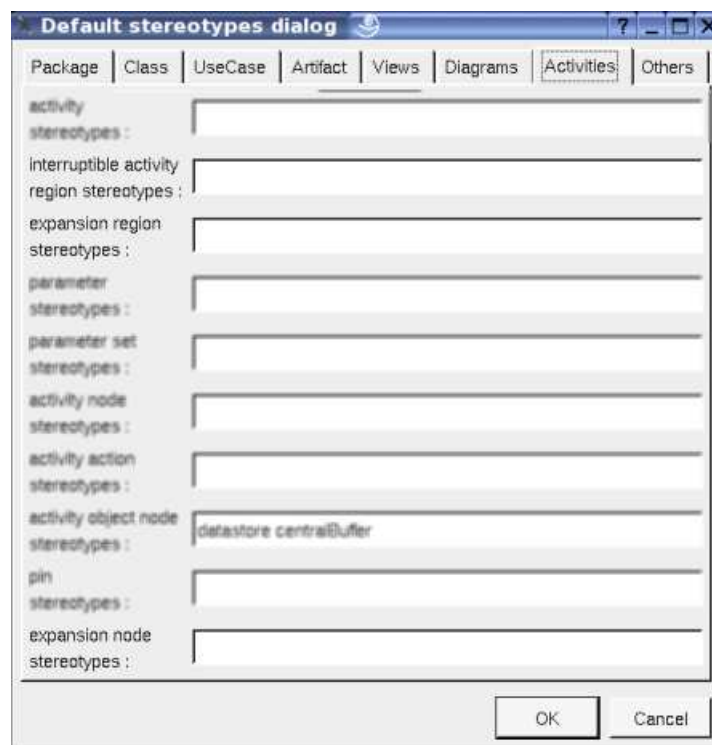 Default stereotypes dialog
Package Class UseCase Artifact Views Diagrams Activities Others
activity
stereotypes :
interruptible activity
region stereotypes :
expansion region
stereotypes :
parameter
stereotypes :
parameter set
stereotypes :
activity node
stereotypes :
activity action
stereotypes :
activity object node
stereotypes :
datastore centralBuffer
pin
stereotypes :
expansion node
stereotypes :
OK Cancel